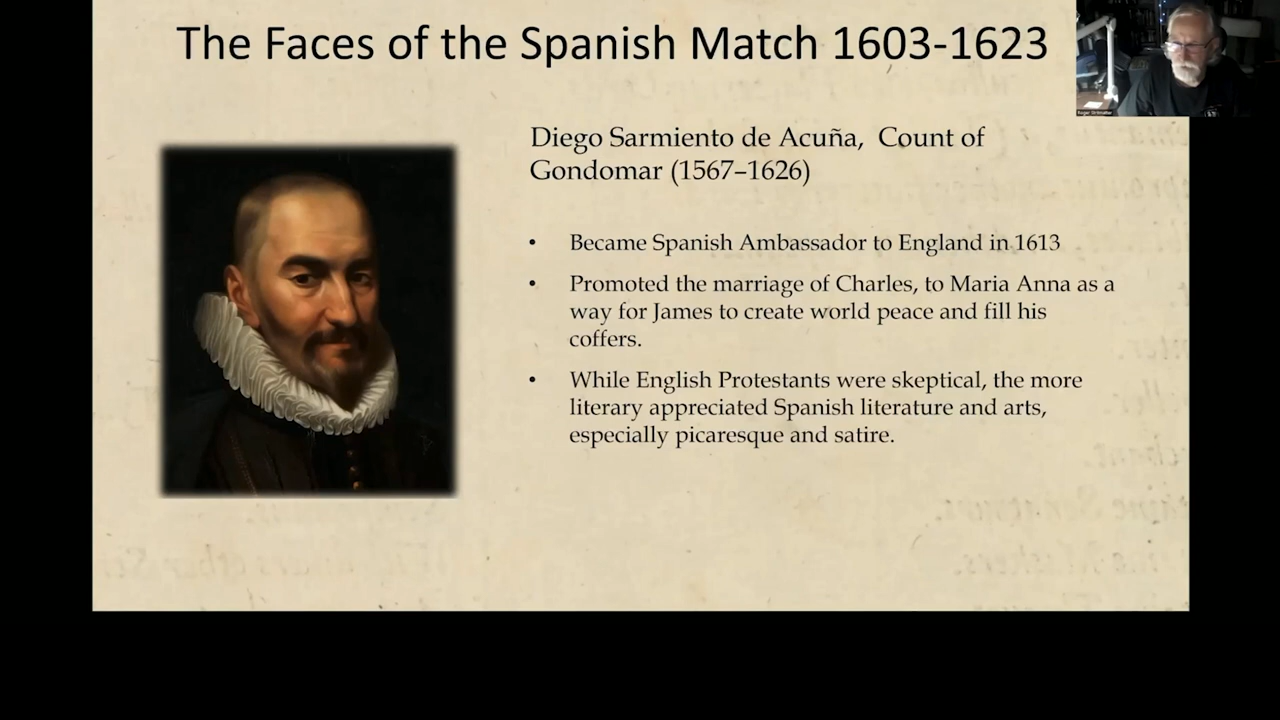 The Faces of the Spanish Match 1603-1623
Diego Sarmiento de Acuña,  Count of
Gondomar (1567–1626)
• Became Spanish Ambassador to England in 1613
• Promoted the marriage of Charles, to Maria Anna as a
way for James to create world peace and fill his
coffers.
• While English Protestants were skeptical, the more
literary appreciated Spanish literature and arts,
especially picaresque and satire.